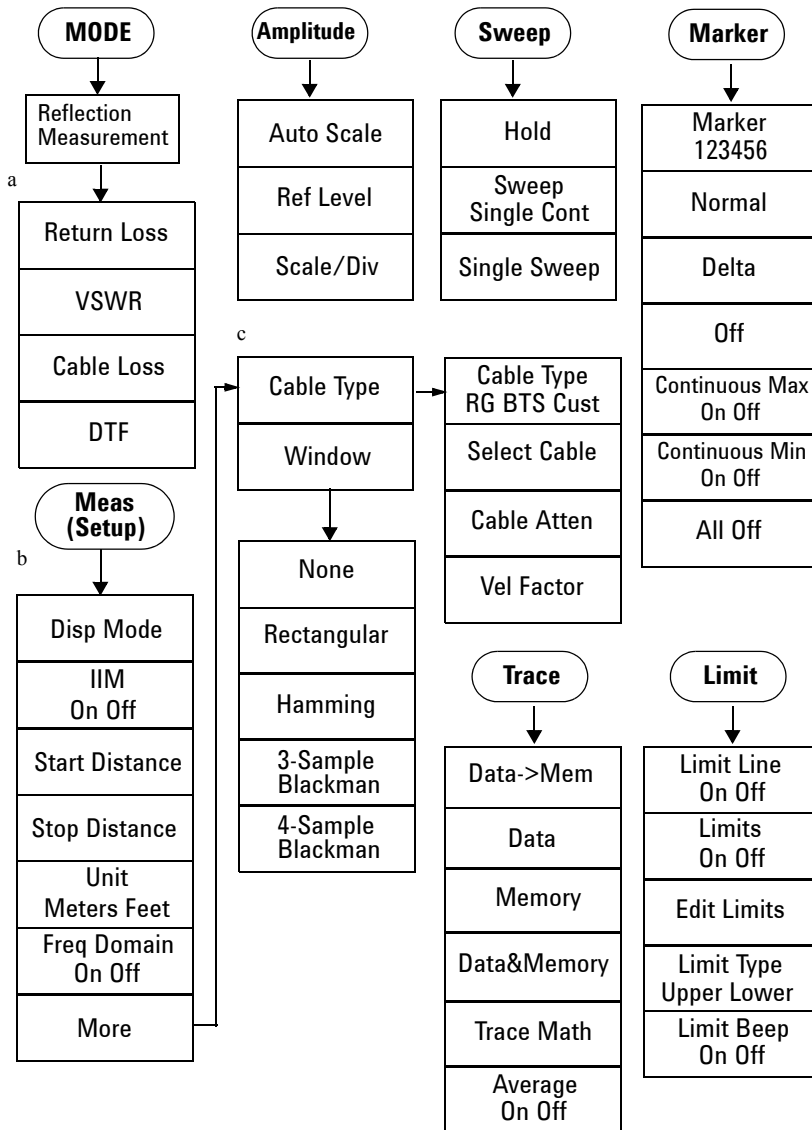 MODE
Reflection
Measurement
a
Return Loss
VSWR
Cable Loss
DTF
Meas
(Setup)
b
Disp Mode
IIM
On Off
Start Distance
Stop Distance
Unit
Meters Feet
Freq Domain
On Off
More
Amplitude
Auto Scale
Ref Level
Scale/Div
c
Cable Type
Window
None
Rectangular
Hamming
3-Sample
Blackman
4-Sample
Blackman
Sweep
Hold
Sweep
Single Cont
Single Sweep
Cable Type
RG BTS Cust
Select Cable
Cable Atten
Vel Factor
Trace
Data->Mem
Data
Memory
Data&Memory
Trace Math
Average
On Off
Marker
Marker
123456
Normal
Delta
Off
Continuous Max
On Off
Continuous Min
On Off
All Off
Limit
Limit Line
On Off
Limits
On Off
Edit Limits
Limit Type
Upper Lower
Limit Beep
On Off